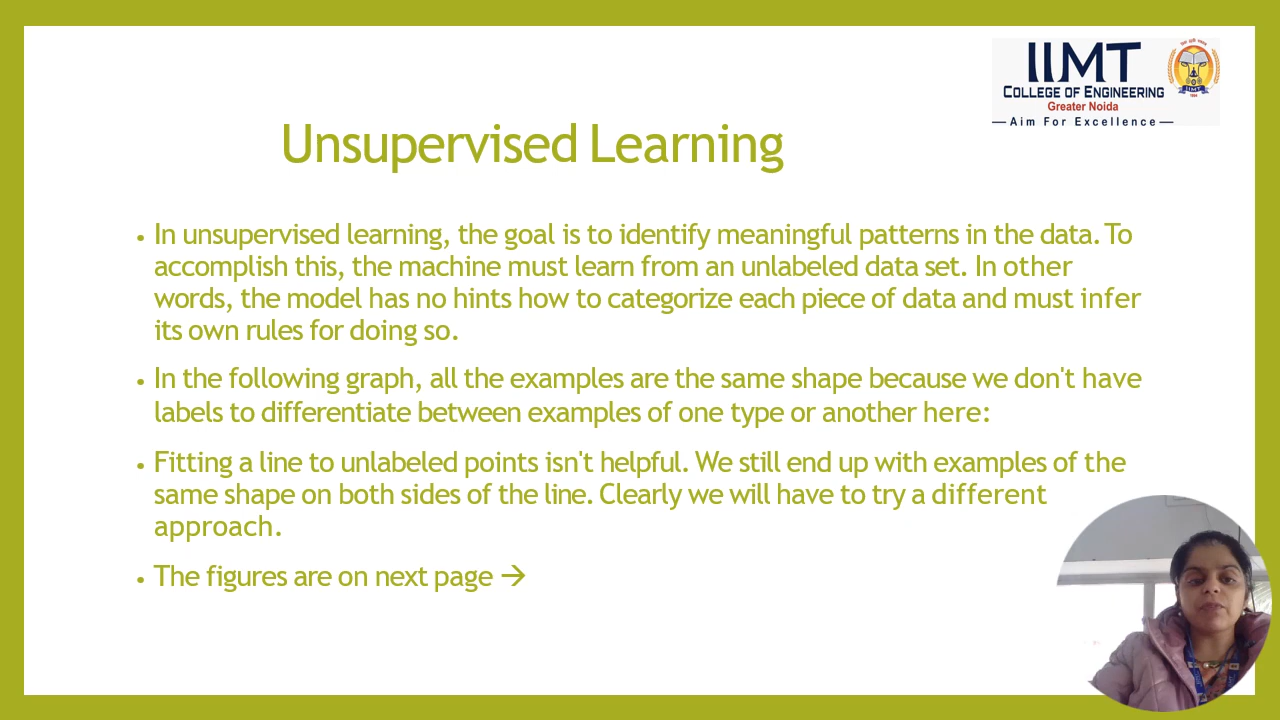 IIMT
COLLEGE OF ENGINEERING
Greater Noida
—Aim For Excellence—
Unsupervised Learning
• In unsupervised learning, the goal is to identify meaningful patterns in the data. To
accomplish this, the machine must learn from an unlabeled data set. In other
words, the model has no hints how to categorize each piece of data and must infer
its own rules for doing so.
• In the following graph, all the examples are the same shape because we don't have
labels to differentiate between examples of one type or another here:
• Fitting a line to unlabeled points isn't helpful. We still end up with examples of the
same shape on both sides of the line. Clearly we will have to try a different
approach.
• The figures are on next page →